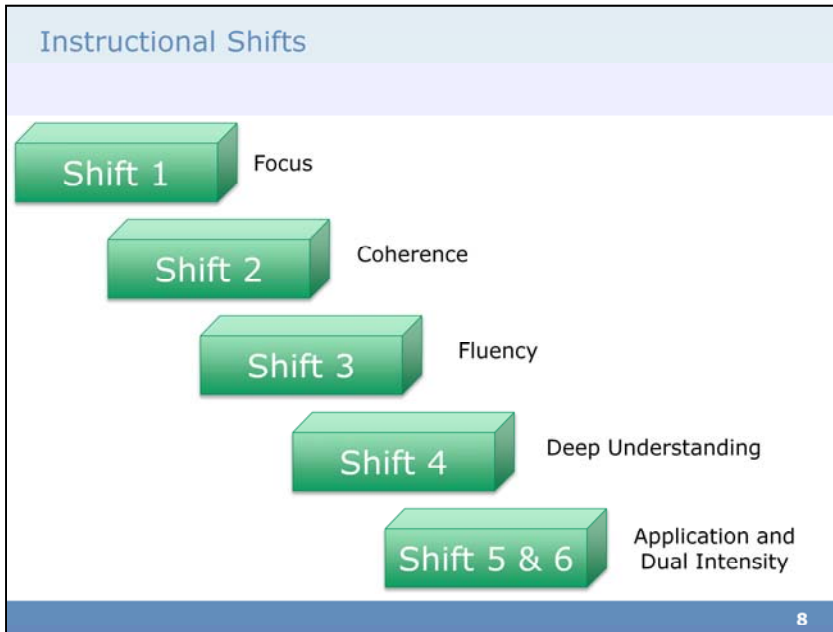 Instructional Shifts
Shift 1
Focus
Shift 2
Coherence
Shift 3
Fluency
Shift 4
Deep Understanding
Shift 5 & 6
Application and
Dual Intensity
8